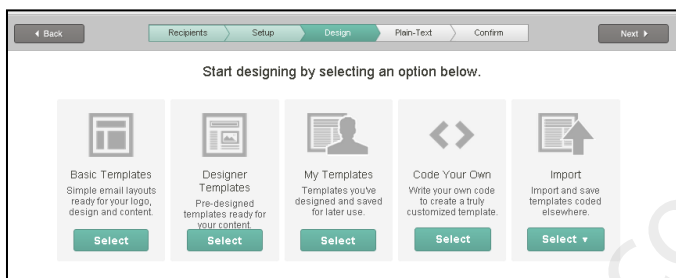 Back
Recipients
Setup
Design
Plain-Text
Confirm
Next
Start designing by selecting an option below.
Basic Templates
Simple email layouts
ready for your logo,
design and content.
Select
Designer
Templates
Pre-designed
templates ready for
your content.
Select
My Templates
Templates you've
designed and saved
for later use.
Select
Code Your Own
Write your own code
to create a truly
customized template.
Select
Import
Import and save
templates coded
elsewhere.
Select